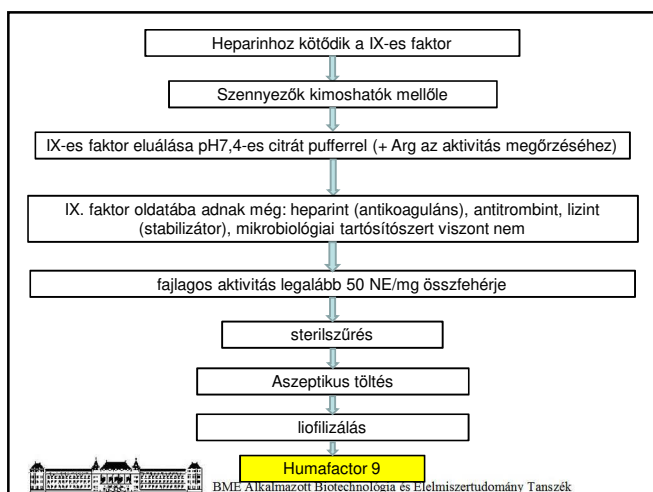 Heparinhoz kötődik a IX-es faktor
Szennyezők kimoshatók mellőle
IX-es faktor eluálása pH7,4-es citrát pufferrel (+ Arg az aktivitás megőrzéséhez)
IX. faktor oldatába adnak még: heparint (antikoaguláns), antitrombint, lizint
(stabilizátor), mikrobiológiai tartósítószert viszont nem
fajlagos aktivitás legalább 50 NE/mg összfehérje
sterilszűrés
Aszeptikus töltés
liofilizálás
Humafactor 9
BME Alkalmazott Biotechnológia és Élelmiszertudomány Tanszék